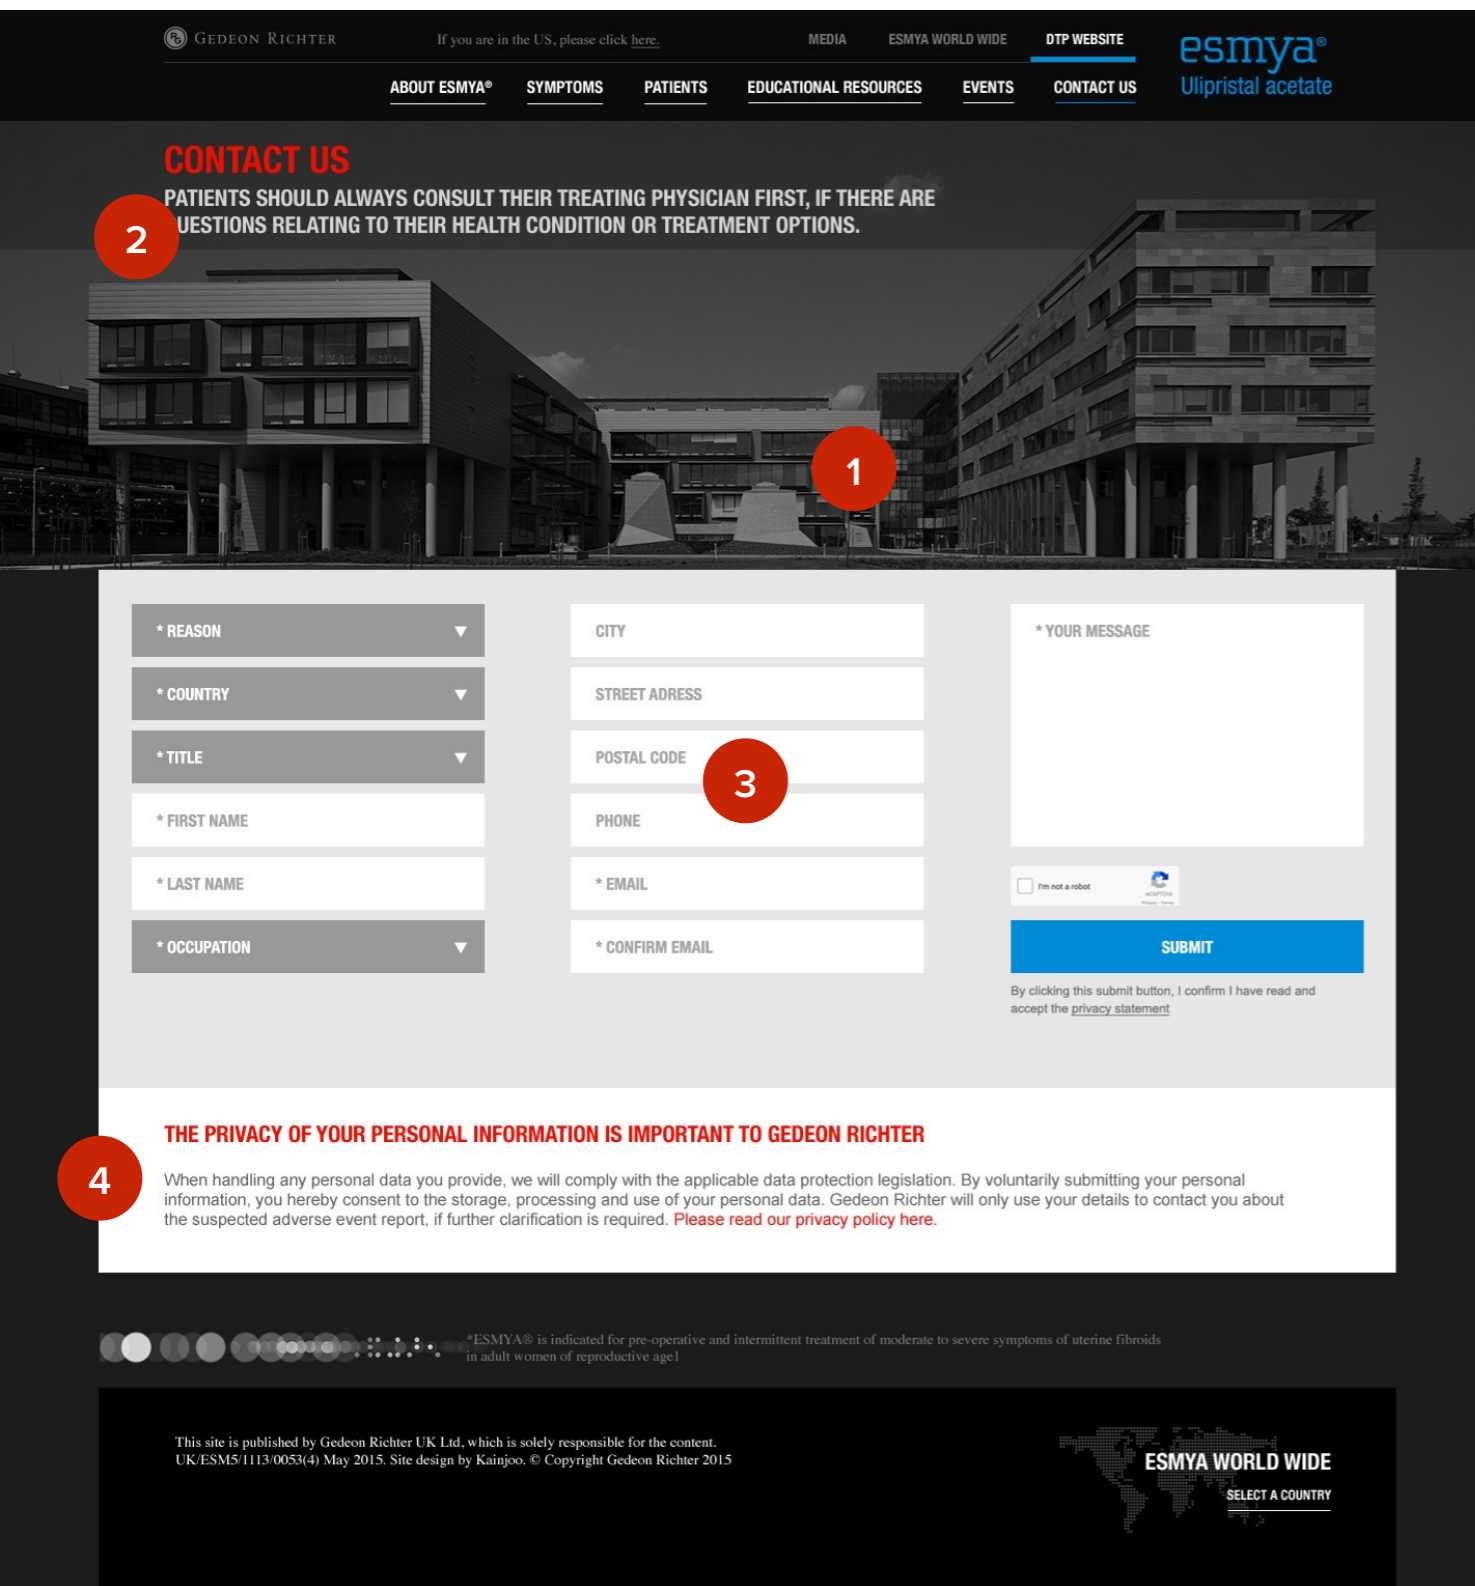 GEDEON RICHTER
If you are in the US, please click here.
MEDIA
ESMYA WORLD WIDE
DTP WEBSITE
esmya®
Ulipristal acetate
ABOUT ESMYA®
SYMPTOMS
PATIENTS
EDUCATIONAL RESOURCES
EVENTS
CONTACT US
CONTACT US
PATIENTS SHOULD ALWAYS CONSULT THEIR TREATING PHYSICIAN FIRST, IF THERE ARE
QUESTIONS RELATING TO THEIR HEALTH CONDITION OR TREATMENT OPTIONS.
2
1
* REASON
* COUNTRY
* TITLE
* FIRST NAME
* LAST NAME
* OCCUPATION
CITY
STREET ADRESS
POSTAL CODE
3
PHONE
* EMAIL
* CONFIRM EMAIL
* YOUR MESSAGE
I'm not a robot
reCAPTCHA
Privacy - Terms
SUBMIT
By clicking this submit button, I confirm I have read and
accept the privacy statement
THE PRIVACY OF YOUR PERSONAL INFORMATION IS IMPORTANT TO GEDEON RICHTER
4
When handling any personal data you provide, we will comply with the applicable data protection legislation. By voluntarily submitting your personal
information, you hereby consent to the storage, processing and use of your personal data. Gedeon Richter will only use your details to contact you about
the suspected adverse event report, if further clarification is required. Please read our privacy policy here.
*ESMYA® is indicated for pre-operative and intermittent treatment of moderate to severe symptoms of uterine fibroids
in adult women of reproductive age1
This site is published by Gedeon Richter UK Ltd, which is solely responsible for the content.
UK/ESM5/1113/0053(4) May 2015. Site design by Kainjoo. © Copyright Gedeon Richter 2015
ESMYA WORLD WIDE
SELECT A COUNTRY